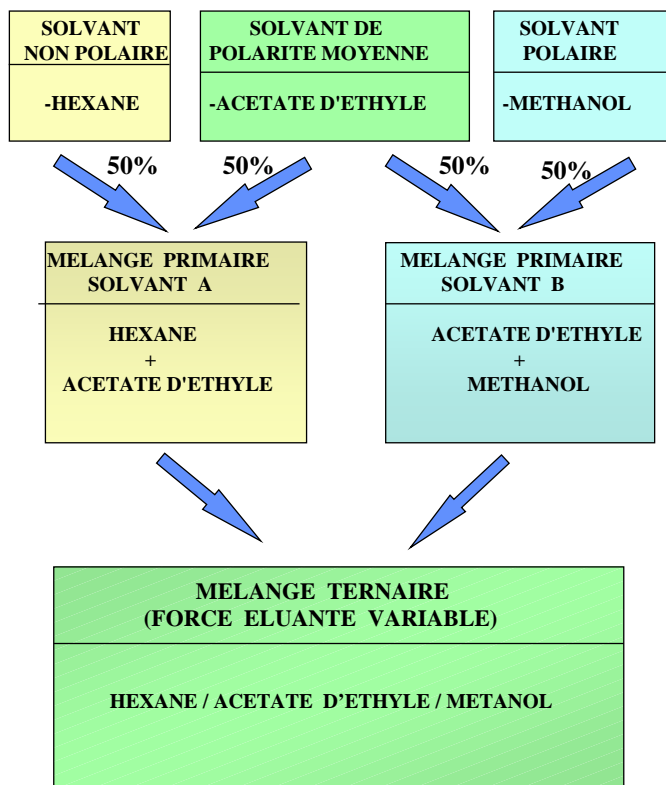 SOLVANT
NON POLAIRE
-HEXANE
SOLVANT DE
POLARITE MOYENNE
-ACETATE D'ETHYLE
SOLVANT
POLAIRE
-METHANOL
50%
50%
50%
50%
MELANGE PRIMAIRE
SOLVANT A
HEXANE
+
ACETATE D'ETHYLE
MELANGE PRIMAIRE
SOLVANT B
ACETATE D'ETHYLE
+
METHANOL
MELANGE TERNAIRE
(FORCE ELUANTE VARIABLE)
HEXANE / ACETATE D’ETHYLE / METANOL